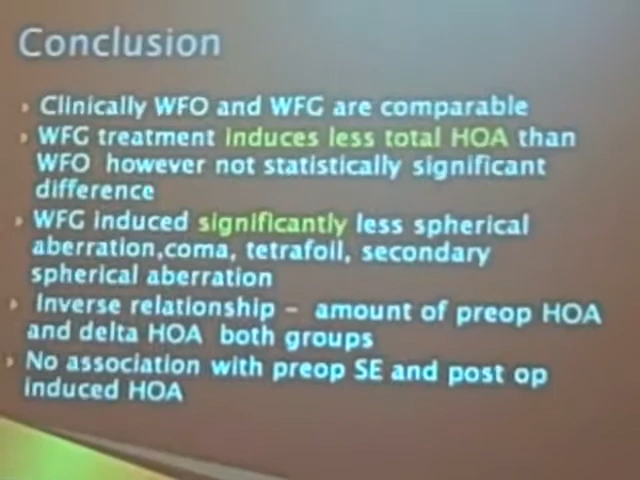 Conclusion
Clinically WFO and WFG are comparable
WFG treatment induces less total HOA than
WFO however not statistically significant
difference
WFG induced significantly less spherical
aberration,coma, tetrafoil, secondary
spherical aberration
Inverse relationship - amount of preop HOA
and delta HOA both groups
No association with preop SE and post op
induced HOA